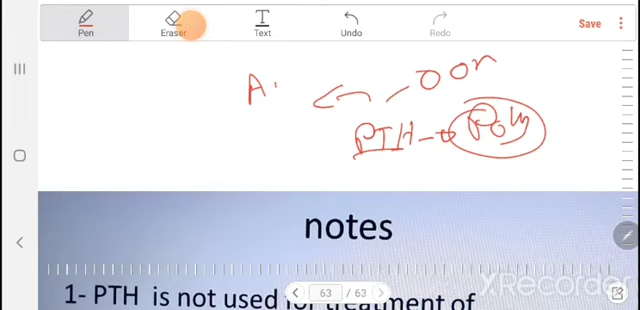 Pen
Eraser
Text
Undo
Redo
Save
A
PTH
notes
63 / 63
XRecorder
1- PTH is not used for treatment of